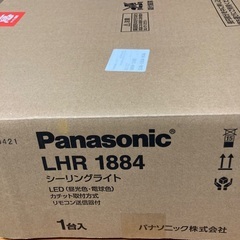 0421
Panasonic
LHR 1884
シーリングライト
LED(昼光色・電球色)
カチット取付方式
リモコン送信器付
1台入
パナソニック株式会社